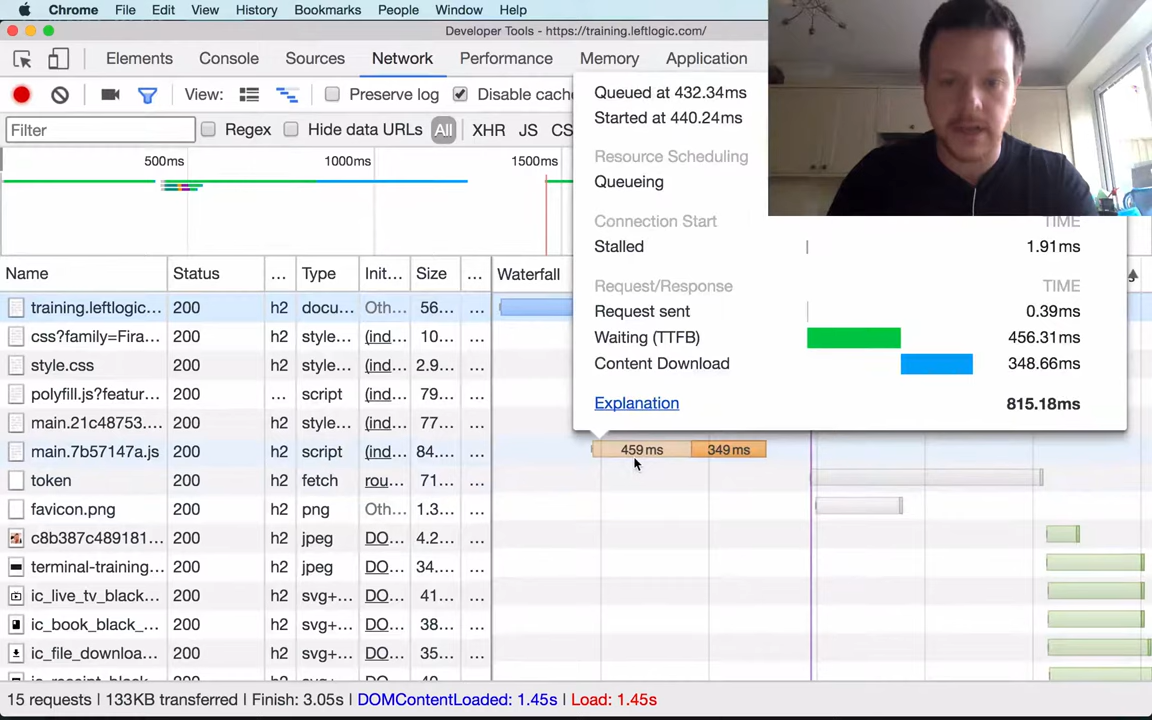 Chrome File Edit View History Bookmarks People Window Help
Developer Tools - https://training.leftlogic.com/
Elements Console Sources Network Performance Memory Application
View: Preserve log Disable cache
Filter Regex Hide data URLs All XHR JS CS
500ms 1000ms 1500ms
Queued at 432.34ms
Started at 440.24ms
Resource Scheduling
Queueing
Connection Start TIME
Stalled 1.91ms
Request/Response TIME
Request sent 0.39ms
Waiting (TTFB) 456.31ms
Content Download 348.66ms
Explanation 815.18ms
Name Status ... Type Init... Size ... Waterfall
training.leftlogic... 200 h2 docu... Oth... 56... ...
css?family=Fira... 200 h2 style... (ind... 10... ...
style.css 200 h2 style... (ind... 2.9... ...
polyfill.js?featur... 200 ... script (ind... 79... ...
main.21c48753.... 200 h2 style... (ind... 77... ...
main.7b57147a.js 200 h2 script (ind... 84.... ... 459 ms 349 ms
token 200 h2 fetch rou... 71... ...
favicon.png 200 h2 png Oth... 1.3... ...
c8b387c489181... 200 h2 jpeg DO... 4.2... ...
terminal-training... 200 h2 jpeg DO... 34.... ...
ic_live_tv_black... 200 h2 svg+... DO... 41... ...
ic_book_black_... 200 h2 svg+... DO... 38... ...
ic_file_downloa... 200 h2 svg+... DO... 35... ...
15 requests | 133KB transferred | Finish: 3.05s | DOMContentLoaded: 1.45s | Load: 1.45s